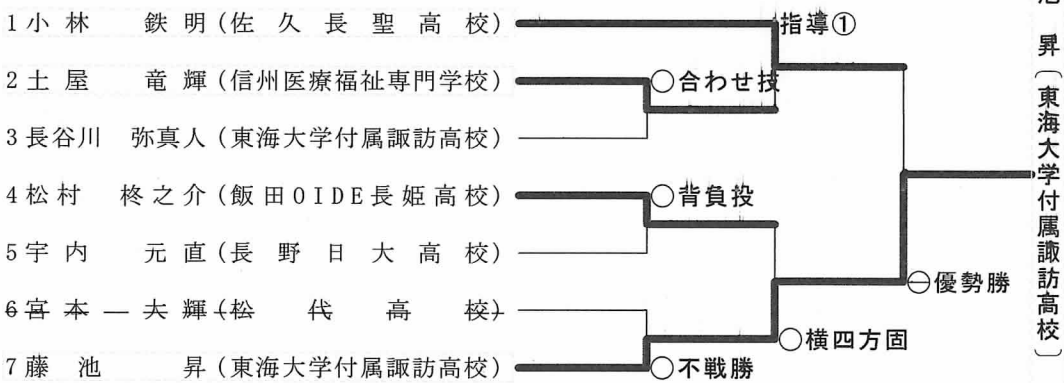 1 小林 鉄明 (佐久長聖高校)
指導①
2 土屋 竜輝 (信州医療福祉専門学校)
○合わせ技
3 長谷川 弥真人 (東海大学付属諏訪高校)
4 松村 柊之介 (飯田OIDE長姫高校)
○背負投
5 宇内 元直 (長野日大高校)
⊖優勢勝
6 宮本 大輝 (松代高校)
○横四方固
7 藤池 昇 (東海大学付属諏訪高校)
○不戦勝
昇〔東海大学付属諏訪高校〕